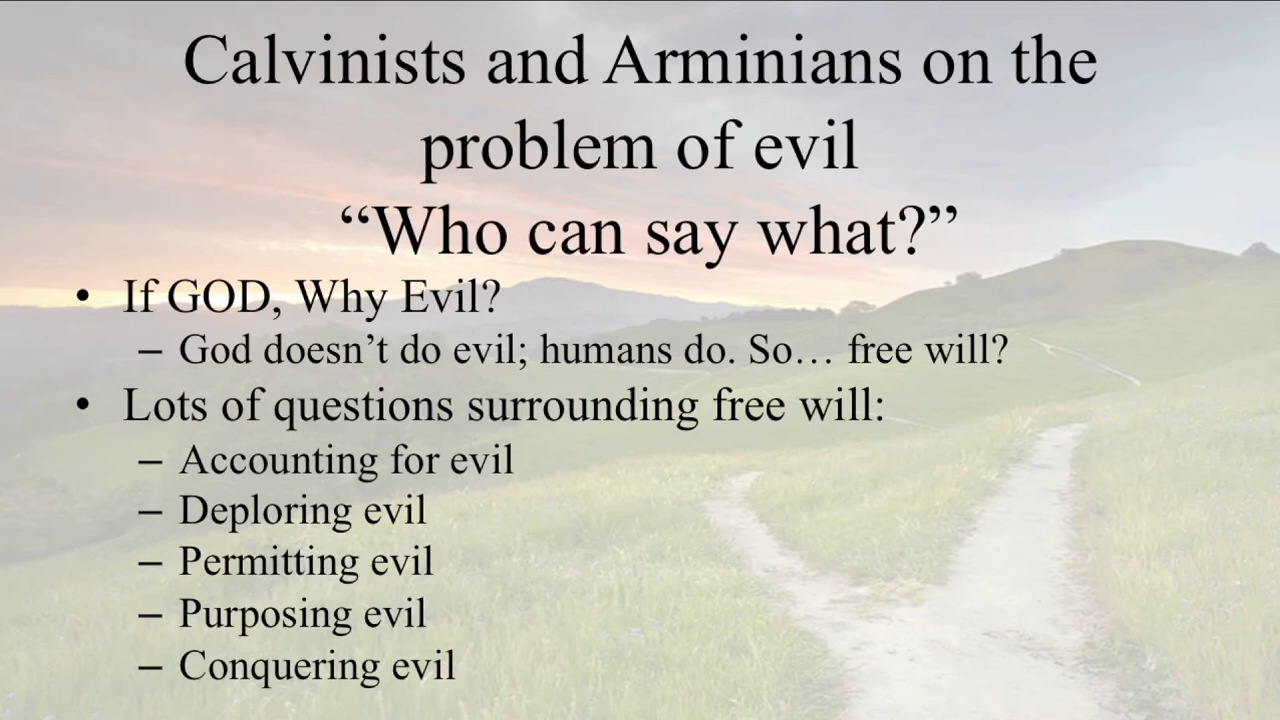 Calvinists and Arminians on the
problem of evil
“Who can say what?”
• If GOD, Why Evil?
– God doesn’t do evil; humans do. So… free will?
• Lots of questions surrounding free will:
– Accounting for evil
– Deploring evil
– Permitting evil
– Purposing evil
– Conquering evil